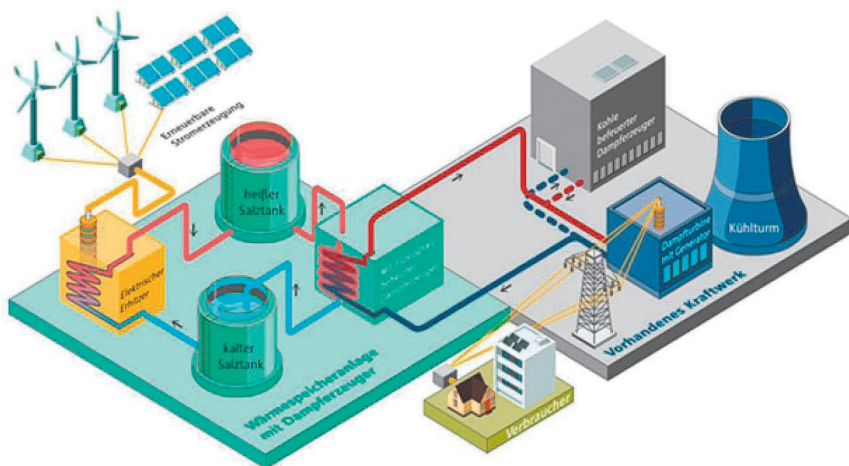 Erneuerbare
Stromerzeugung
heißer
Salztank
Elektrischer
Erhitzer
kalter
Salztank
Wärmespeicheranlage
mit Dampferzeuger
Kohle
befeuerter
Dampferzeuger
Kühlturm
Dampfturbine
mit Generator
Vorhandenes Kraftwerk
Verbraucher